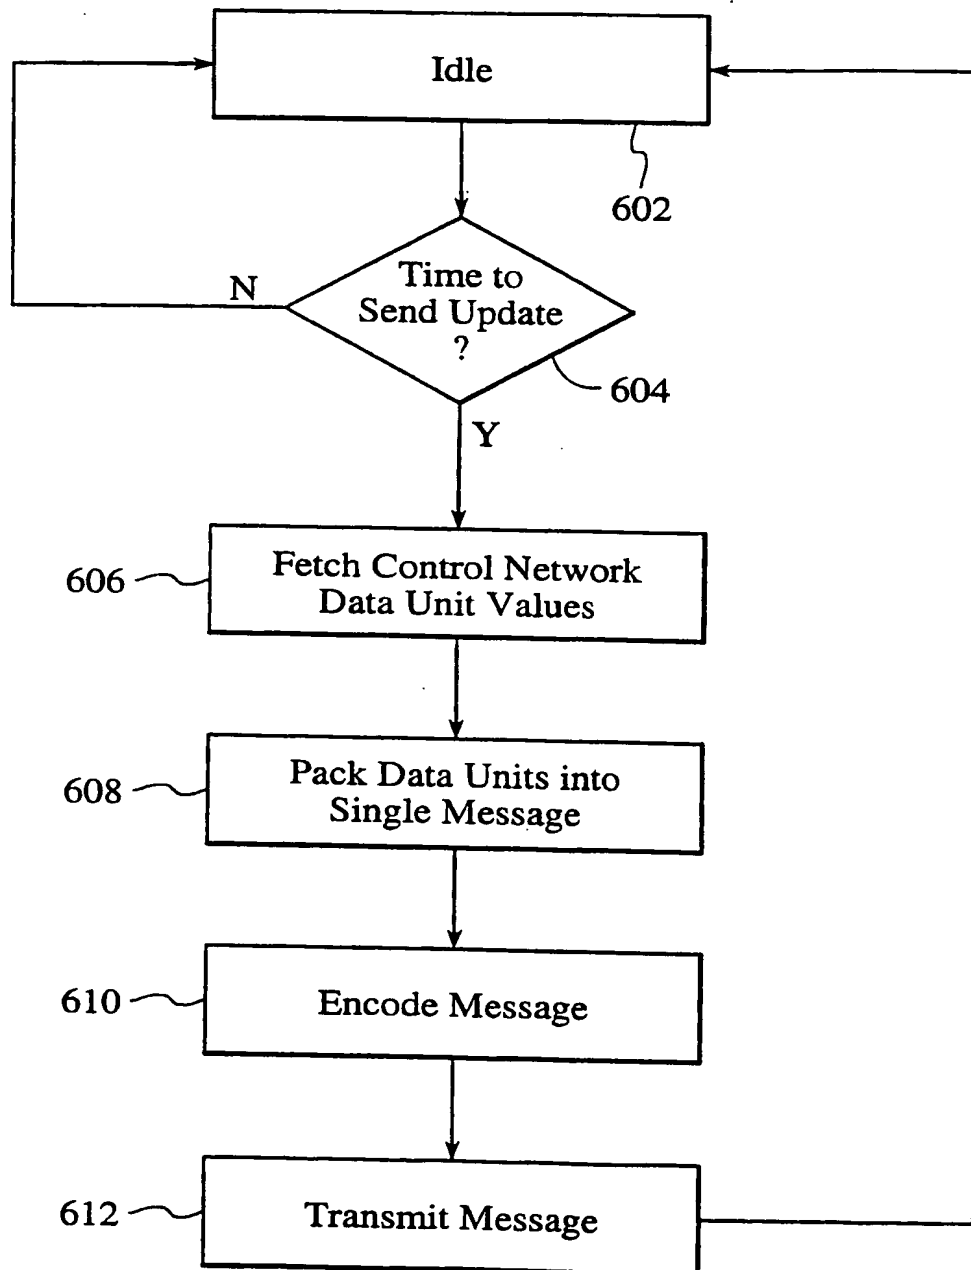 Idle
602
Time to
Send Update
?
N
604
Y
606
Fetch Control Network
Data Unit Values
608
Pack Data Units into
Single Message
610
Encode Message
612
Transmit Message